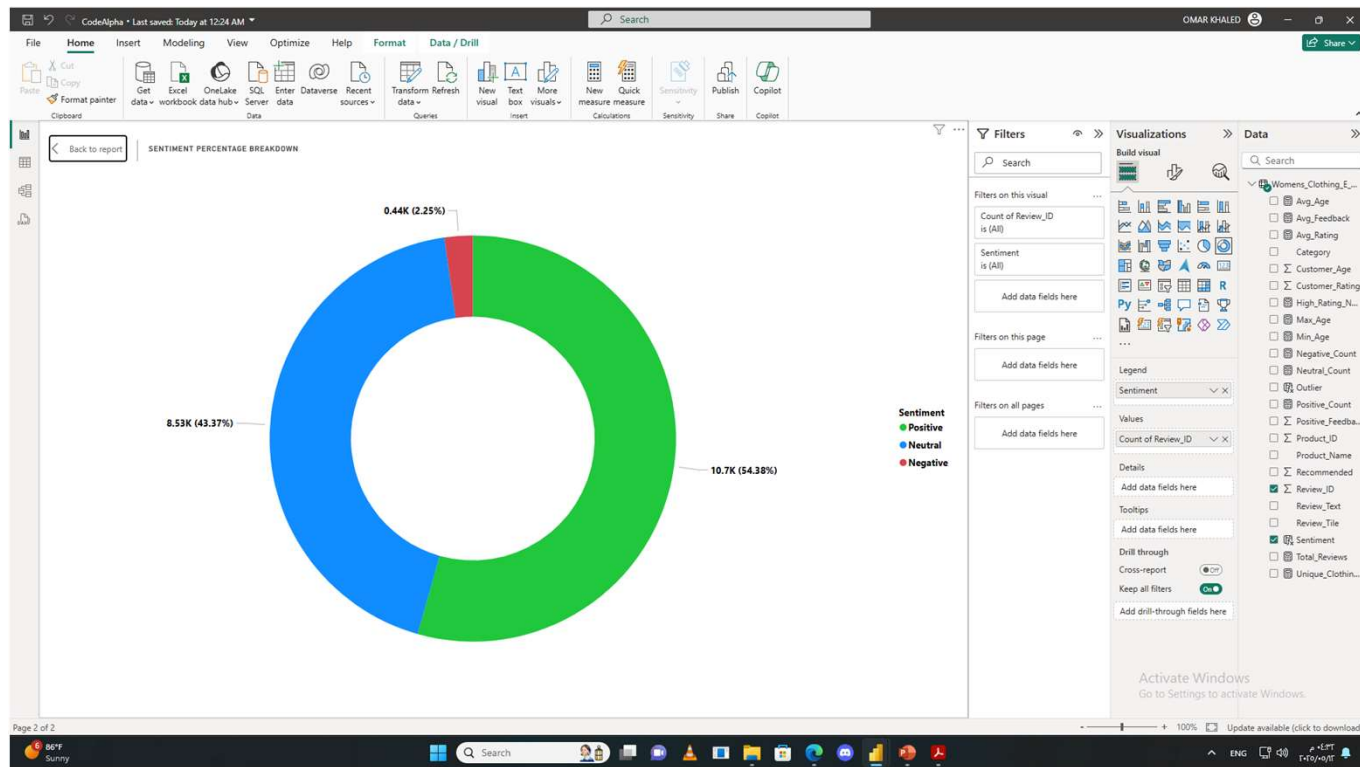 CodeAlpha • Last saved: Today at 12:24 AM
Search
OMAR KHALED
File Home Insert Modeling View Optimize Help Format Data / Drill
Share
Paste
Cut
Copy
Format painter
Clipboard
Get data
Excel workbook
OneLake data hub
SQL Server
Enter data
Dataverse
Recent sources
Data
Transform data
Refresh
Queries
New visual
Text box
More visuals
Insert
New measure
Quick measure
Calculations
Sensitivity
Sensitivity
Publish
Share
Copilot
Copilot
Back to report
SENTIMENT PERCENTAGE BREAKDOWN
0.44K (2.25%)
8.53K (43.37%)
10.7K (54.38%)
Sentiment
Positive
Neutral
Negative
Filters
Search
Filters on this visual
Count of Review_ID
is (All)
Sentiment
is (All)
Add data fields here
Filters on this page
Add data fields here
Filters on all pages
Add data fields here
Visualizations
Build visual
R
Py
Legend
Sentiment
Values
Count of Review_ID
Details
Add data fields here
Tooltips
Add data fields here
Drill through
Cross-report
Off
Keep all filters
On
Add drill-through fields here
Data
Search
Womens_Clothing_E_...
Avg_Age
Avg_Feedback
Avg_Rating
Category
Customer_Age
Customer_Rating
High_Rating_N...
Max_Age
Min_Age
Negative_Count
Neutral_Count
Outlier
Positive_Count
Positive_Feedba...
Product_ID
Product_Name
Recommended
Review_ID
Review_Text
Review_Tile
Sentiment
Total_Reviews
Unique_Clothin...
Activate Windows
Go to Settings to activate Windows.
Page 2 of 2
100%
Update available (click to download
6
86°F
Sunny
Search
ENG